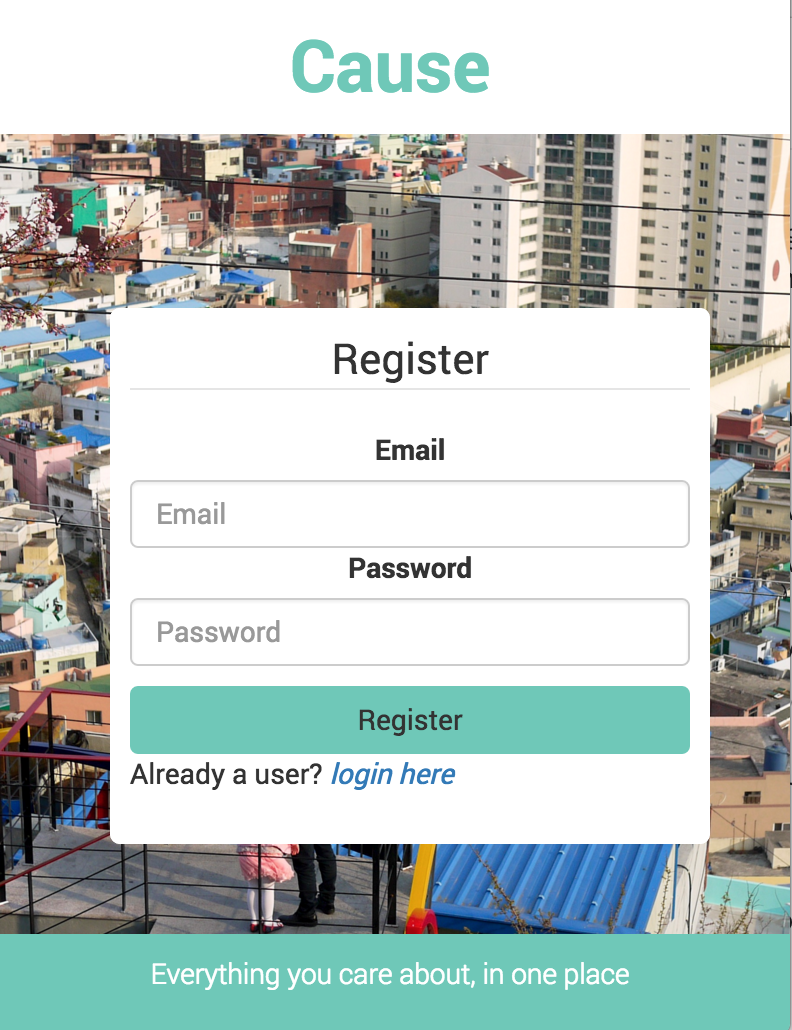 Cause
Register
Email
Email
Password
Password
Register
Already a user? login here
Everything you care about, in one place